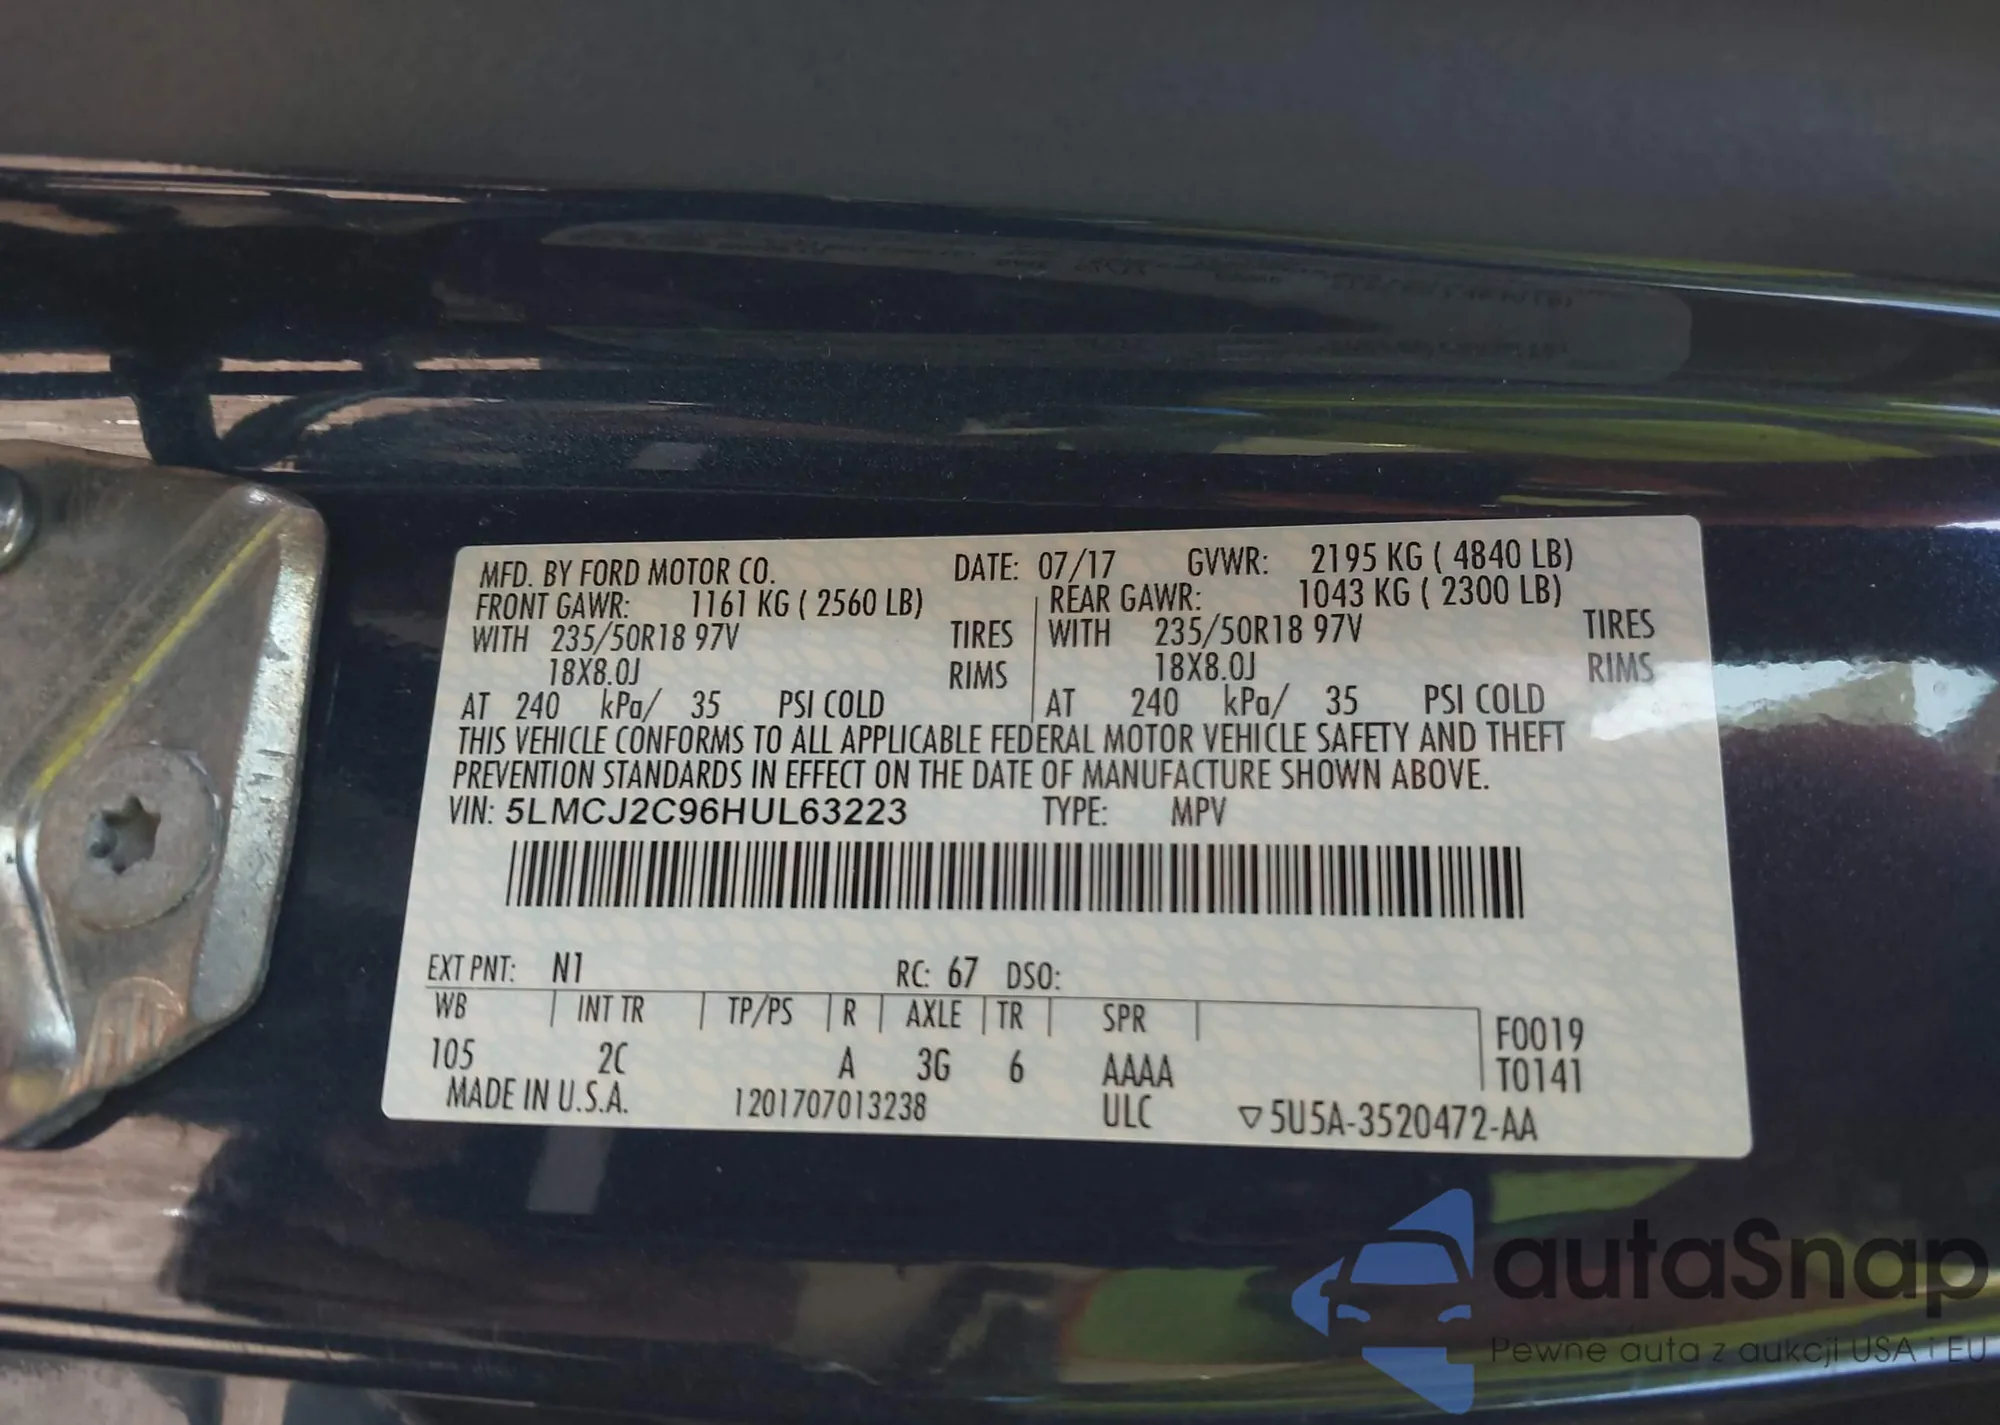 MFD. BY FORD MOTOR CO. DATE: 07/17 GVWR: 2195 KG ( 4840 LB)
FRONT GAWR: 1161 KG ( 2560 LB) REAR GAWR: 1043 KG ( 2300 LB)
WITH 235/50R18 97V TIRES WITH 235/50R18 97V TIRES
18X8.0J RIMS 18X8.0J RIMS
AT 240 kPa/ 35 PSI COLD AT 240 kPa/ 35 PSI COLD
THIS VEHICLE CONFORMS TO ALL APPLICABLE FEDERAL MOTOR VEHICLE SAFETY AND THEFT
PREVENTION STANDARDS IN EFFECT ON THE DATE OF MANUFACTURE SHOWN ABOVE.
VIN: 5LMCJ2C96HUL63223 TYPE: MPV
EXT PNT: N1 RC: 67 DSO:
WB INT TR TP/PS R AXLE TR SPR F0019
105 2C A 3G 6 AAAA T0141
MADE IN U.S.A. 1201707013238 ULC ▽5U5A-3520472-AA
autaSnap
Pewne auta z aukcji USA i EU